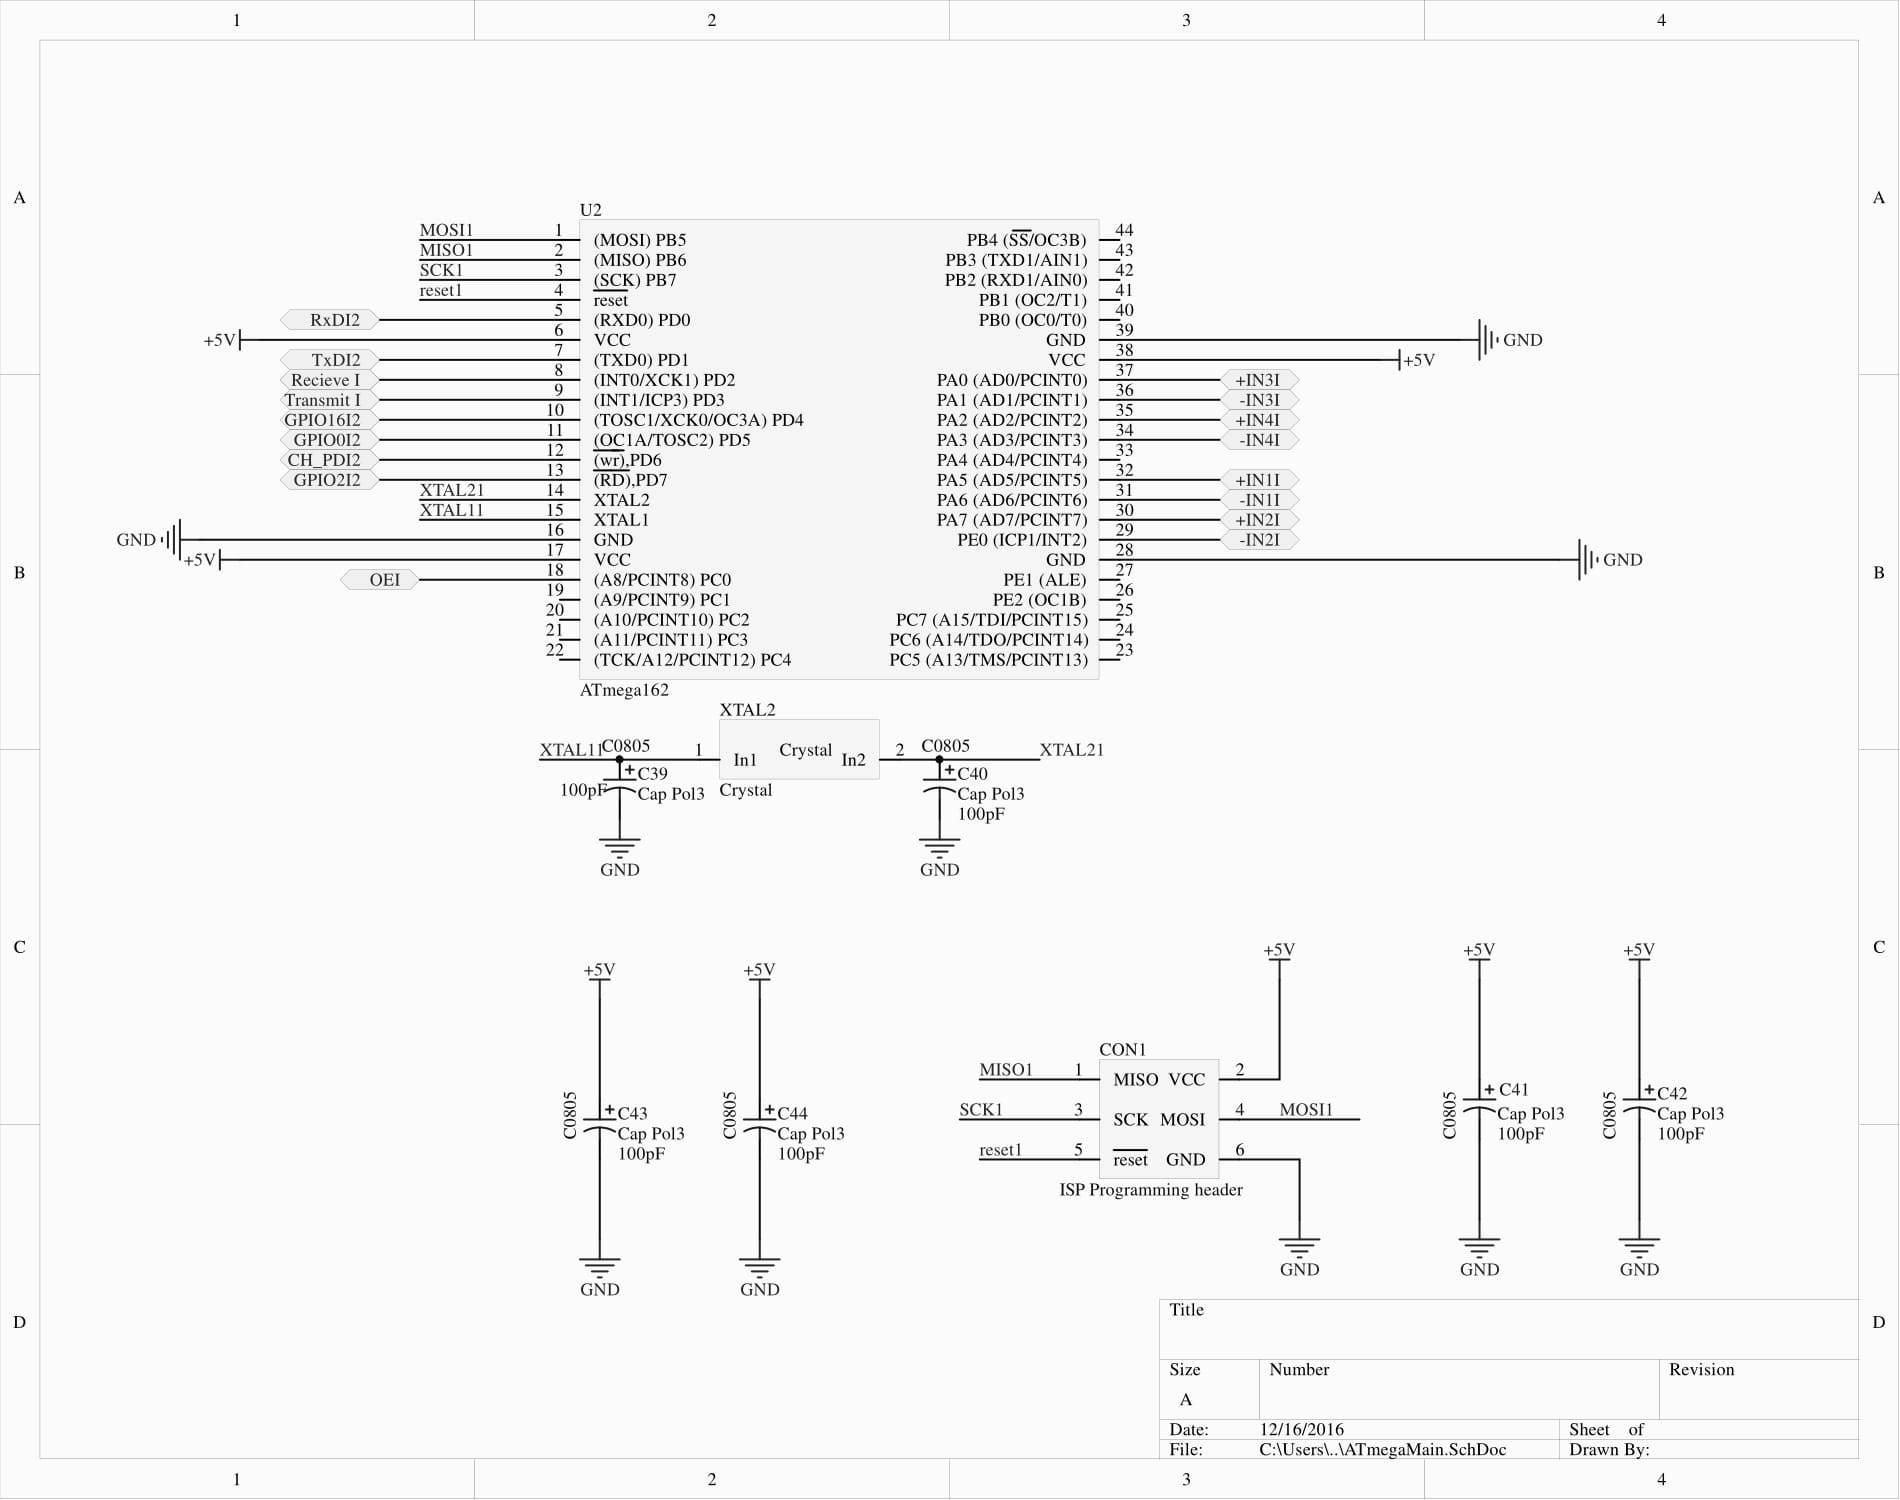 1 2 3 4
A A
U2
MOSI1 1 (MOSI) PB5 PB4 (SS/OC3B) 44
MISO1 2 (MISO) PB6 PB3 (TXD1/AIN1) 43
SCK1 3 (SCK) PB7 PB2 (RXD1/AIN0) 42
reset1 4 reset PB1 (OC2/T1) 41
RxDI2 5 (RXD0) PD0 PB0 (OC0/T0) 40
+5V 6 VCC GND 39 GND
TxDI2 7 (TXD0) PD1 VCC 38 +5V
Recieve I 8 (INT0/XCK1) PD2 PA0 (AD0/PCINT0) 37 +IN3I
Transmit I 9 (INT1/ICP3) PD3 PA1 (AD1/PCINT1) 36 -IN3I
GPIO16I2 10 (TOSC1/XCK0/OC3A) PD4 PA2 (AD2/PCINT2) 35 +IN4I
GPIO0I2 11 (OC1A/TOSC2) PD5 PA3 (AD3/PCINT3) 34 -IN4I
CH_PDI2 12 (wr),PD6 PA4 (AD4/PCINT4) 33
GPIO2I2 13 (RD),PD7 PA5 (AD5/PCINT5) 32 +IN1I
XTAL21 14 XTAL2 PA6 (AD6/PCINT6) 31 -IN1I
XTAL11 15 XTAL1 PA7 (AD7/PCINT7) 30 +IN2I
GND 16 GND PE0 (ICP1/INT2) 29 -IN2I
+5V 17 VCC GND 28 GND
B B
OEI 18 (A8/PCINT8) PC0 PE1 (ALE) 27
19 (A9/PCINT9) PC1 PE2 (OC1B) 26
20 (A10/PCINT10) PC2 PC7 (A15/TDI/PCINT15) 25
21 (A11/PCINT11) PC3 PC6 (A14/TDO/PCINT14) 24
22 (TCK/A12/PCINT12) PC4 PC5 (A13/TMS/PCINT13) 23
ATmega162
XTAL2
XTAL11 C0805 1 In1 Crystal In2 2 C0805 XTAL21
+ C39 + C40
100pF Cap Pol3 Crystal Cap Pol3
100pF
GND GND
C C
+5V +5V +5V +5V +5V
CON1
MISO1 1 MISO VCC 2
SCK1 3 SCK MOSI 4 MOSI1
reset1 5 reset GND 6
ISP Programming header
C0805 + C43 Cap Pol3 100pF
C0805 + C44 Cap Pol3 100pF
C0805 + C41 Cap Pol3 100pF
C0805 + C42 Cap Pol3 100pF
GND GND GND GND GND
D D
Title
Size Number Revision
A
Date: 12/16/2016 Sheet of
File: C:\Users\..\ATmegaMain.SchDoc Drawn By:
1 2 3 4